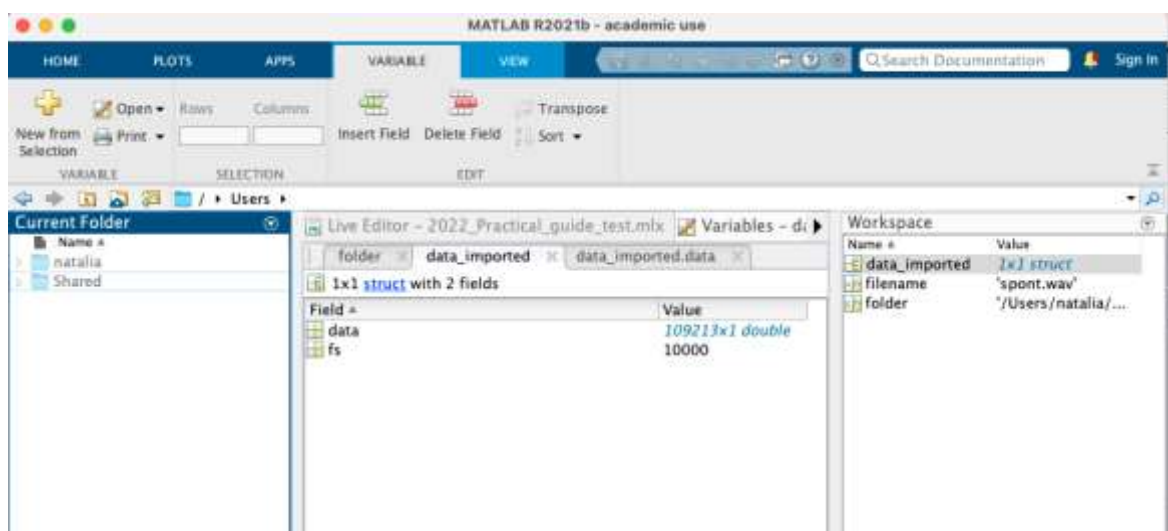 MATLAB R2021b - academic use
HOME PLOTS APPS VARIABLE VIEW Search Documentation Sign In
New from Selection
Open
Print
Rows Columns
Insert Field Delete Field
Transpose
Sort
VARIABLE SELECTION EDIT
/ Users
Current Folder
Name
natalia
Shared
Live Editor - 2022_Practical_guide_test.mlx Variables - da
folder data_imported data_imported.data
1x1 struct with 2 fields
Field Value
data 109213x1 double
fs 10000
Workspace
Name Value
data_imported 1x1 struct
filename 'spont.wav'
folder '/Users/natalia/...